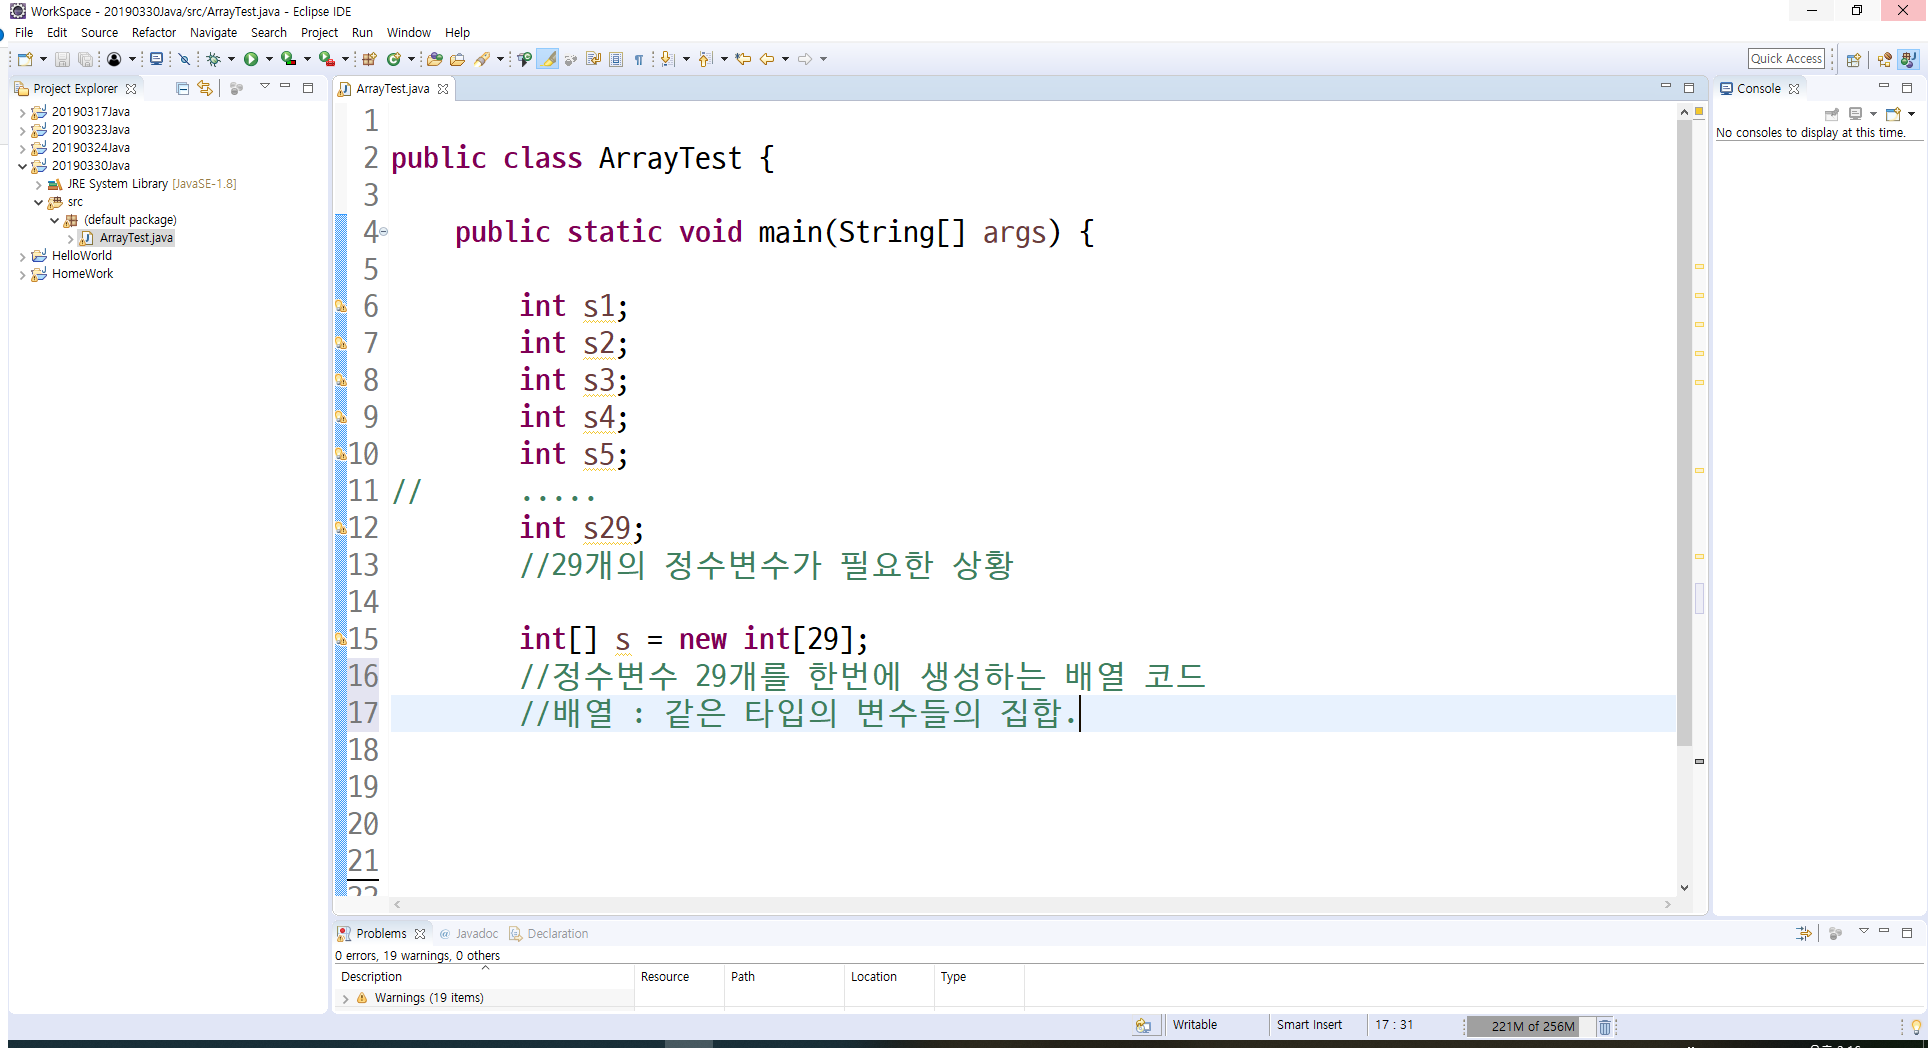 WorkSpace - 20190330Java/src/ArrayTest.java - Eclipse IDE
File Edit Source Refactor Navigate Search Project Run Window Help
Quick Access
Project Explorer
20190317Java
20190323Java
20190324Java
20190330Java
JRE System Library [JavaSE-1.8]
src
(default package)
ArrayTest.java
HelloWorld
HomeWork
ArrayTest.java
1
2 public class ArrayTest {
3
4 public static void main(String[] args) {
5
6 int s1;
7 int s2;
8 int s3;
9 int s4;
10 int s5;
11 // .....
12 int s29;
13 //29개의 정수변수가 필요한 상황
14
15 int[] s = new int[29];
16 //정수변수 29개를 한번에 생성하는 배열 코드
17 //배열 : 같은 타입의 변수들의 집합.
18
19
20
21
22
Console
No consoles to display at this time.
Problems @ Javadoc Declaration
0 errors, 19 warnings, 0 others
Description Resource Path Location Type
Warnings (19 items)
Writable Smart Insert 17 : 31 221M of 256M